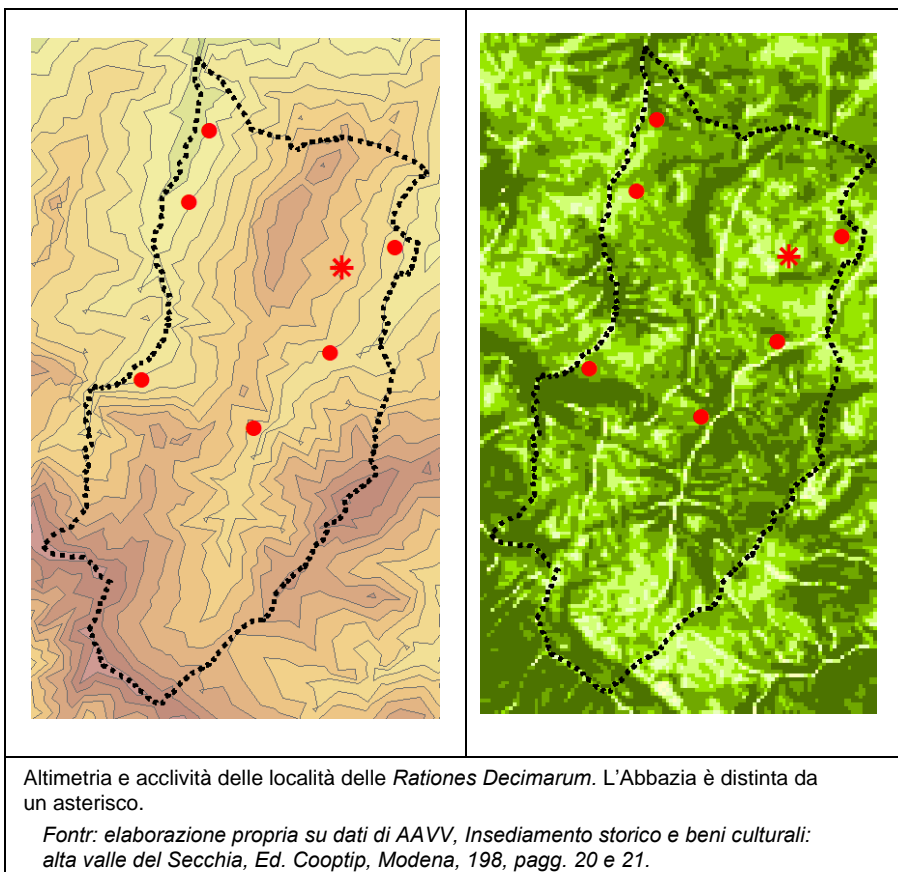 Altimetria e acclività delle località delle Rationes Decimarum. L'Abbazia è distinta da
un asterisco.
Fontr: elaborazione propria su dati di AAVV, Insediamento storico e beni culturali:
alta valle del Secchia, Ed. Cooptip, Modena, 198, pagg. 20 e 21.